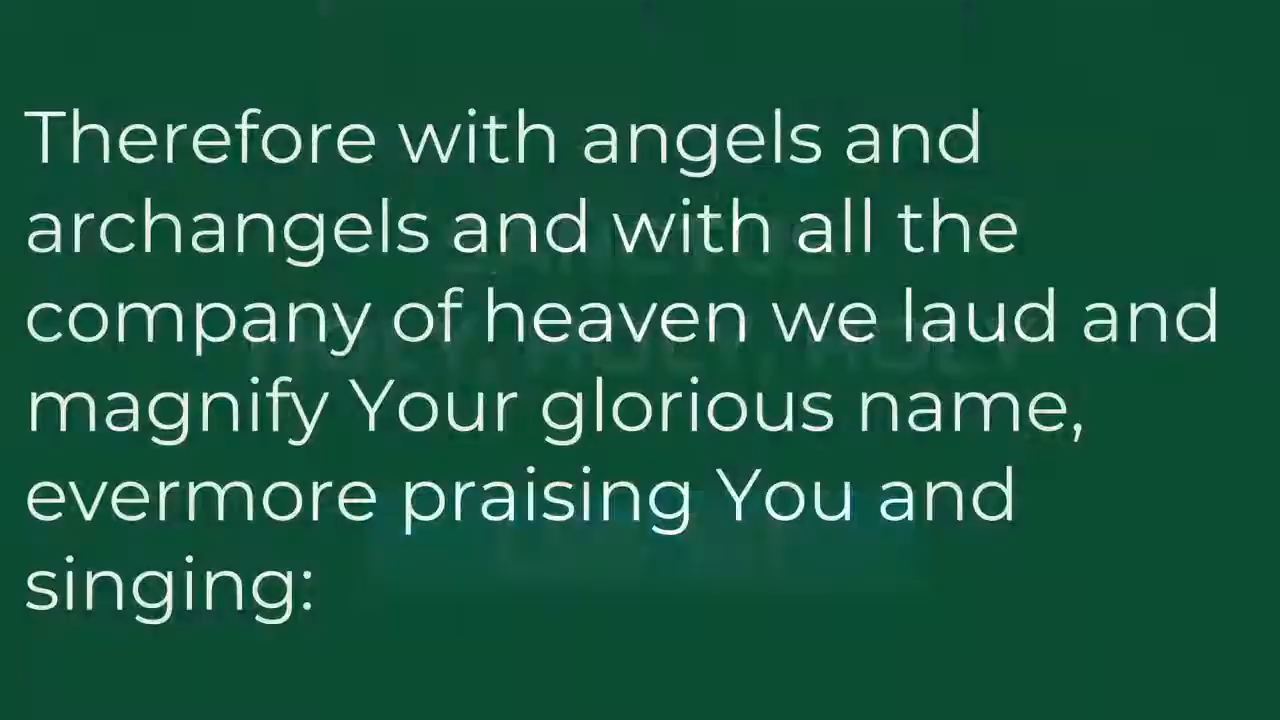 Therefore with angels and
archangels and with all the
company of heaven we laud and
magnify Your glorious name,
evermore praising You and
singing: